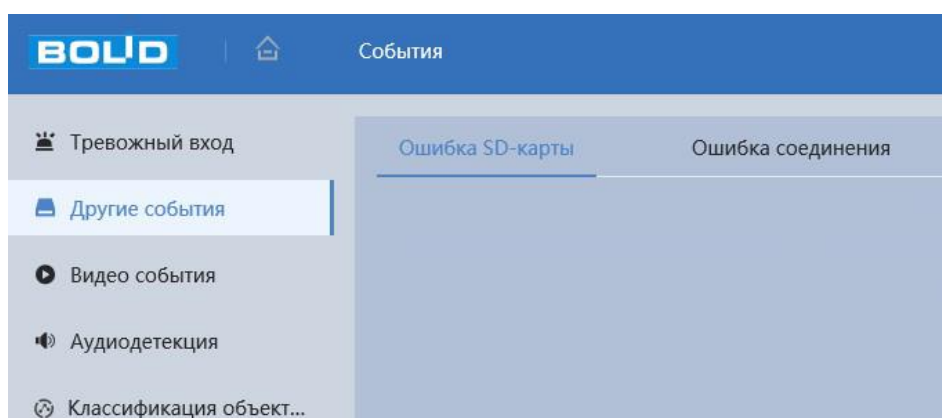 BOLID События
Тревожный вход
Ошибка SD-карты Ошибка соединения
Другие события
Видео события
Аудиодетекция
Классификация объект...